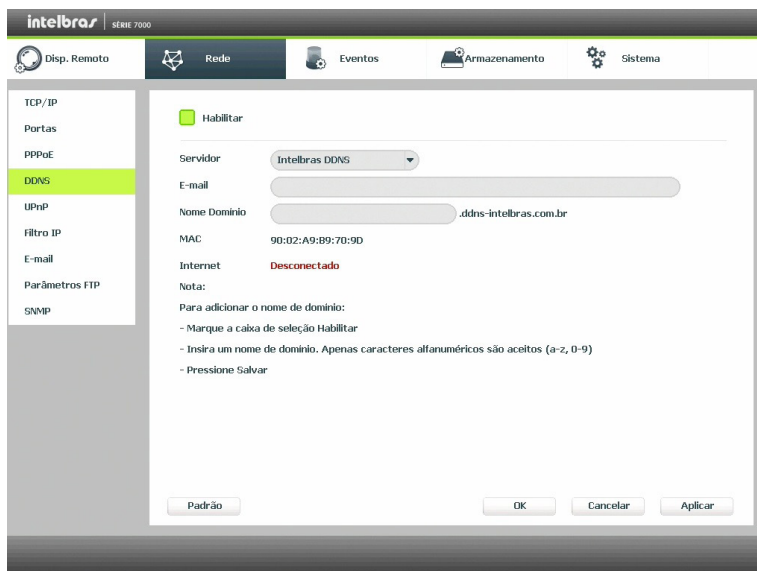 intelbras SÉRIE 7000
Disp. Remoto Rede Eventos Armazenamento Sistema
TCP/IP
Portas
PPPoE
DDNS
UPnP
Filtro IP
E-mail
Parâmetros FTP
SNMP
Habilitar
Servidor Intelbras DDNS
E-mail
Nome Domínio .ddns-intelbras.com.br
MAC 90:02:A9:B9:70:9D
Internet Desconectado
Nota:
Para adicionar o nome de domínio:
- Marque a caixa de seleção Habilitar
- Insira um nome de domínio. Apenas caracteres alfanuméricos são aceitos (a-z, 0-9)
- Pressione Salvar
Padrão OK Cancelar Aplicar